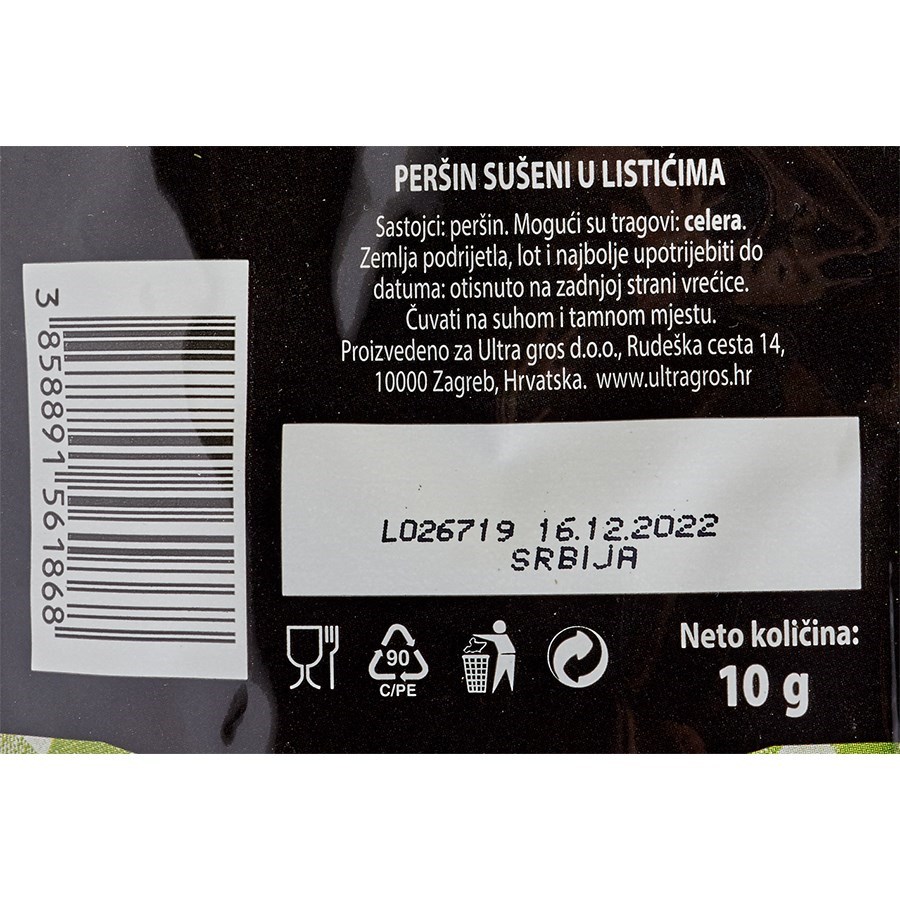 PERŠIN SUŠENI U LISTIĆIMA
Sastojci: peršin. Mogući su tragovi: celera.
Zemlja podrijetla, lot i najbolje upotrijebiti do
datuma: otisnuto na zadnjoj strani vrećice.
Čuvati na suhom i tamnom mjestu.
Proizvedeno za Ultra gros d.o.o., Rudeška cesta 14,
10000 Zagreb, Hrvatska. www.ultragros.hr
3 858891 561868
L026719 16.12.2022
SRBIJA
90
C/PE
Neto količina:
10 g